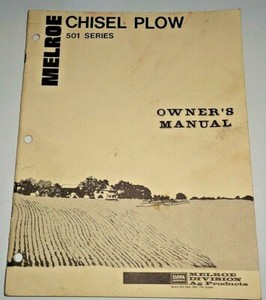 MELROE
CHISEL PLOW
501 SERIES
OWNER'S
MANUAL
MELROE
DIVISION
Ag Products